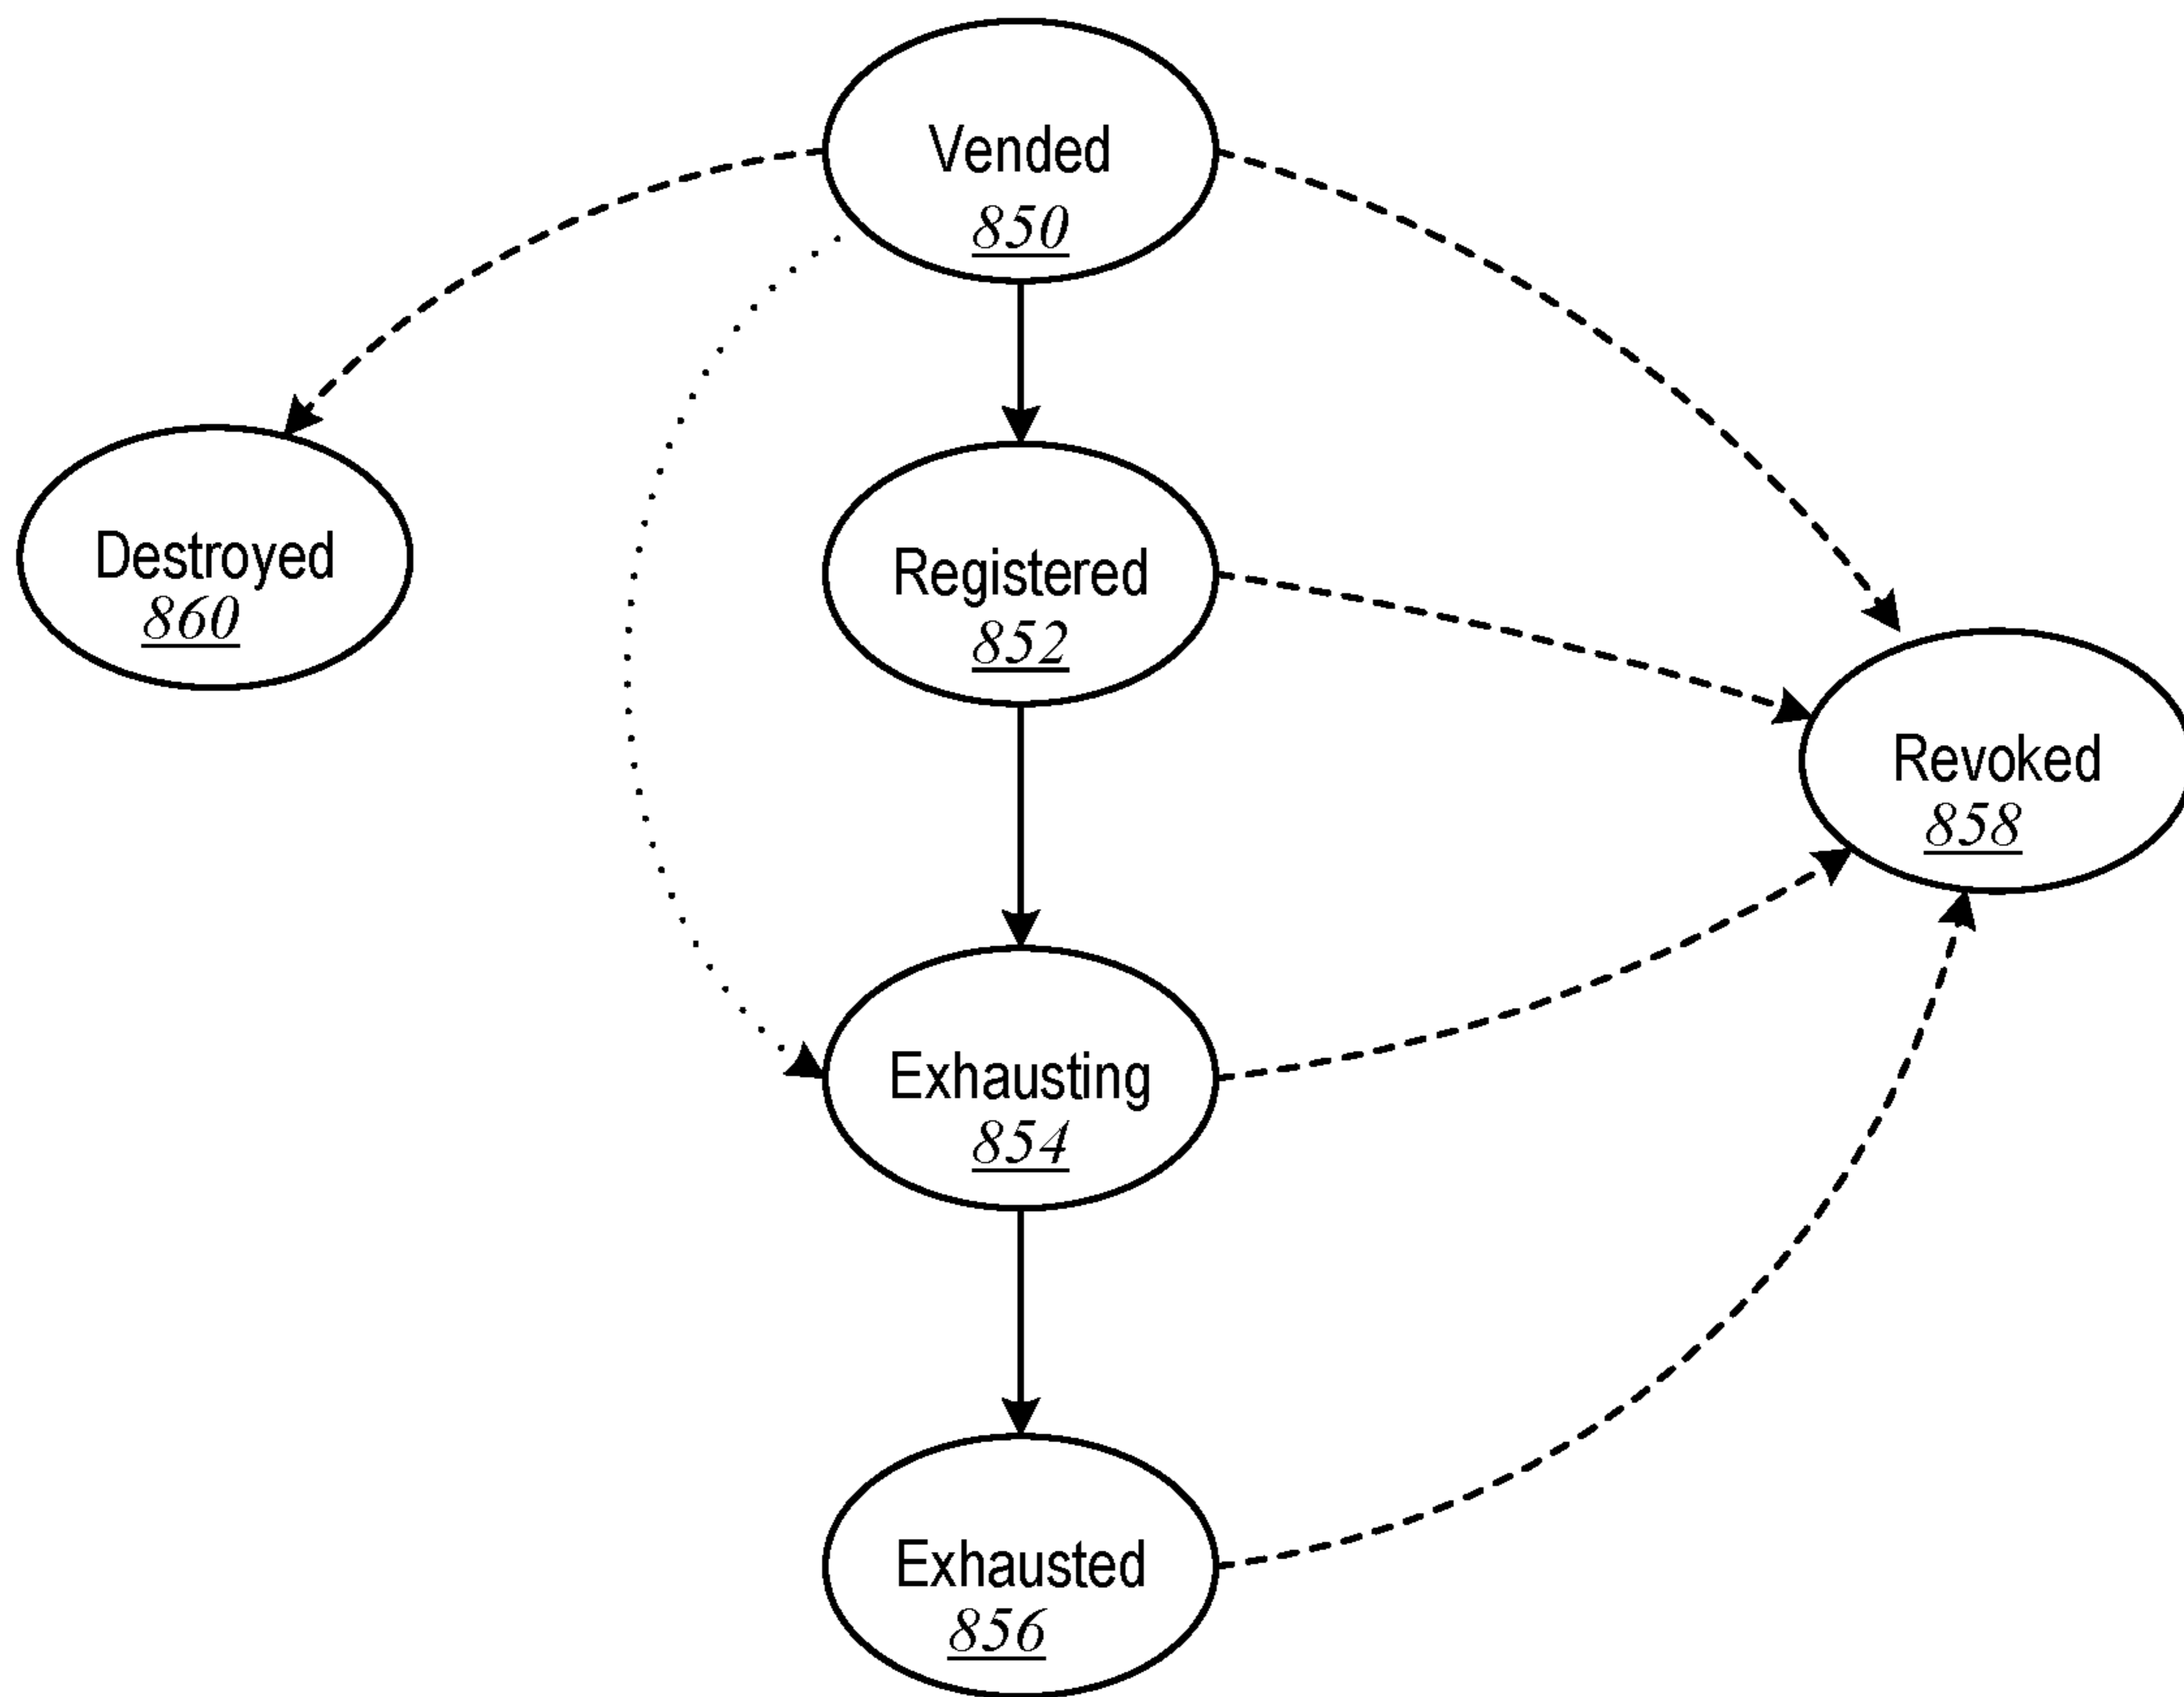 Vended
850
Destroyed
860
Registered
852
Revoked
858
Exhausting
854
Exhausted
856